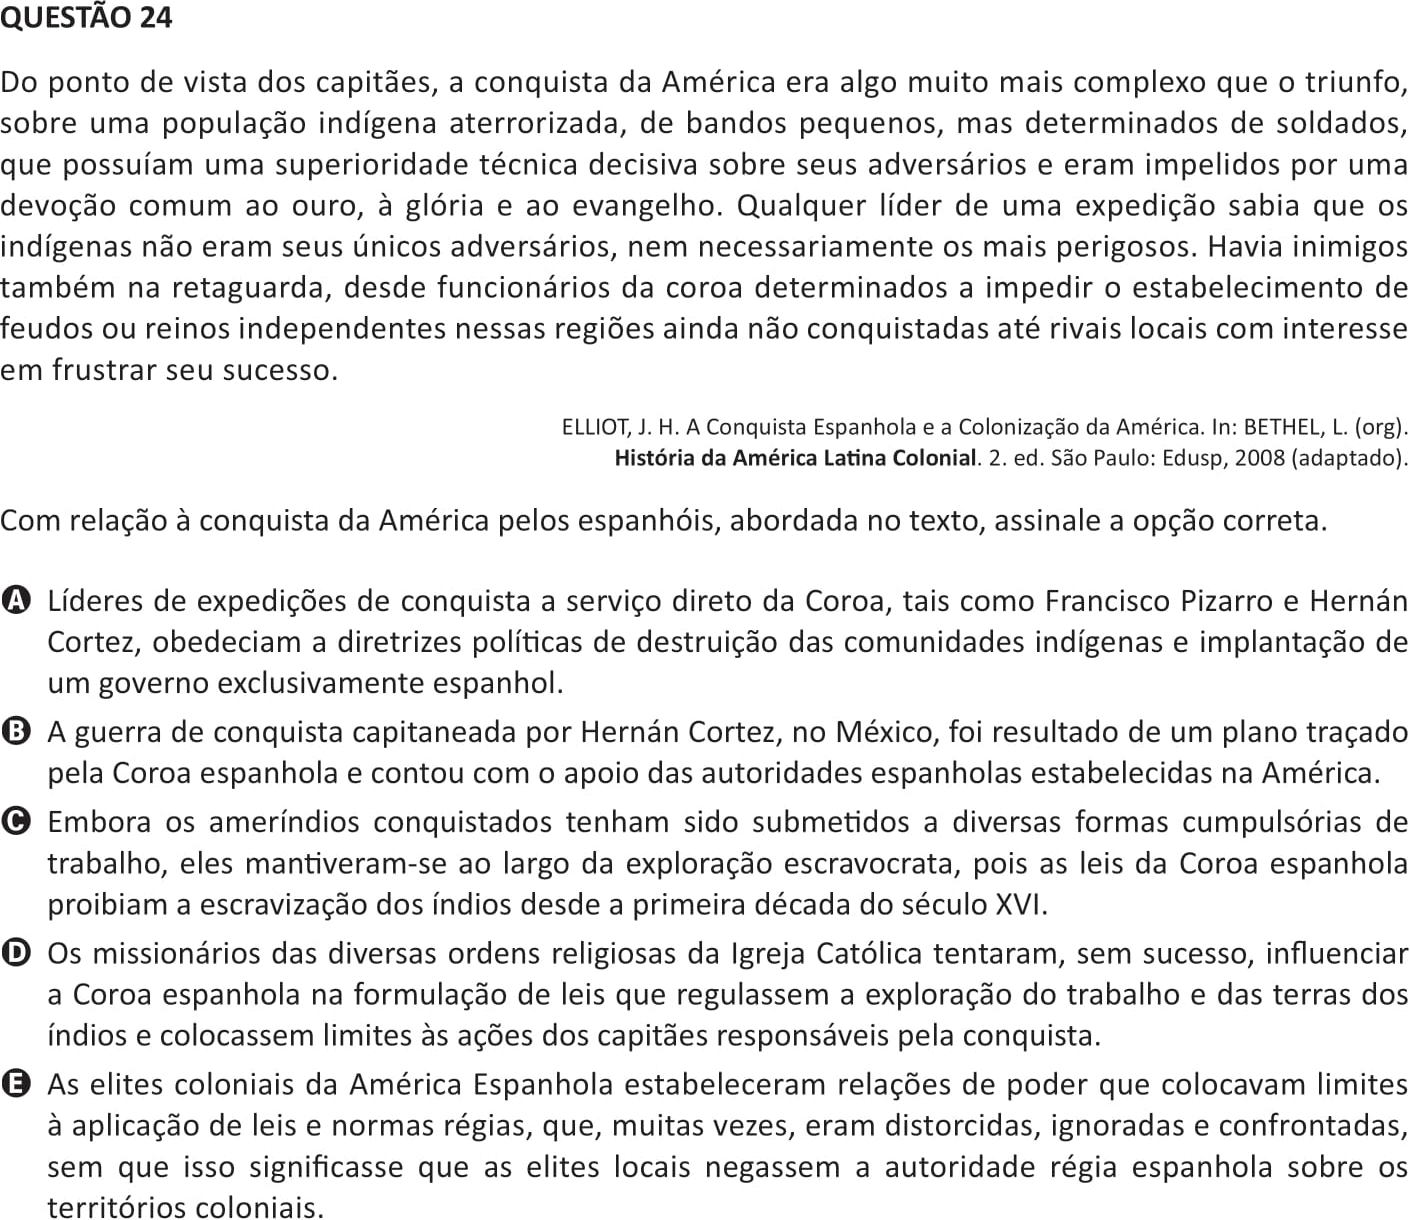 QUESTÃO 24
Do ponto de vista dos capitães, a conquista da América era algo muito mais complexo que o triunfo,
sobre uma população indígena aterrorizada, de bandos pequenos, mas determinados de soldados,
que possuíam uma superioridade técnica decisiva sobre seus adversários e eram impelidos por uma
devoção comum ao ouro, à glória e ao evangelho. Qualquer líder de uma expedição sabia que os
indígenas não eram seus únicos adversários, nem necessariamente os mais perigosos. Havia inimigos
também na retaguarda, desde funcionários da coroa determinados a impedir o estabelecimento de
feudos ou reinos independentes nessas regiões ainda não conquistadas até rivais locais com interesse
em frustrar seu sucesso.
ELLIOT, J. H. A Conquista Espanhola e a Colonização da América. In: BETHEL, L. (org).
História da América Latina Colonial. 2. ed. São Paulo: Edusp, 2008 (adaptado).
Com relação à conquista da América pelos espanhóis, abordada no texto, assinale a opção correta.
A Líderes de expedições de conquista a serviço direto da Coroa, tais como Francisco Pizarro e Hernán
Cortez, obedeciam a diretrizes políticas de destruição das comunidades indígenas e implantação de
um governo exclusivamente espanhol.
B A guerra de conquista capitaneada por Hernán Cortez, no México, foi resultado de um plano traçado
pela Coroa espanhola e contou com o apoio das autoridades espanholas estabelecidas na América.
C Embora os ameríndios conquistados tenham sido submetidos a diversas formas cumpulsórias de
trabalho, eles mantiveram-se ao largo da exploração escravocrata, pois as leis da Coroa espanhola
proibiam a escravização dos índios desde a primeira década do século XVI.
D Os missionários das diversas ordens religiosas da Igreja Católica tentaram, sem sucesso, influenciar
a Coroa espanhola na formulação de leis que regulassem a exploração do trabalho e das terras dos
índios e colocassem limites às ações dos capitães responsáveis pela conquista.
E As elites coloniais da América Espanhola estabeleceram relações de poder que colocavam limites
à aplicação de leis e normas régias, que, muitas vezes, eram distorcidas, ignoradas e confrontadas,
sem que isso significasse que as elites locais negassem a autoridade régia espanhola sobre os
territórios coloniais.